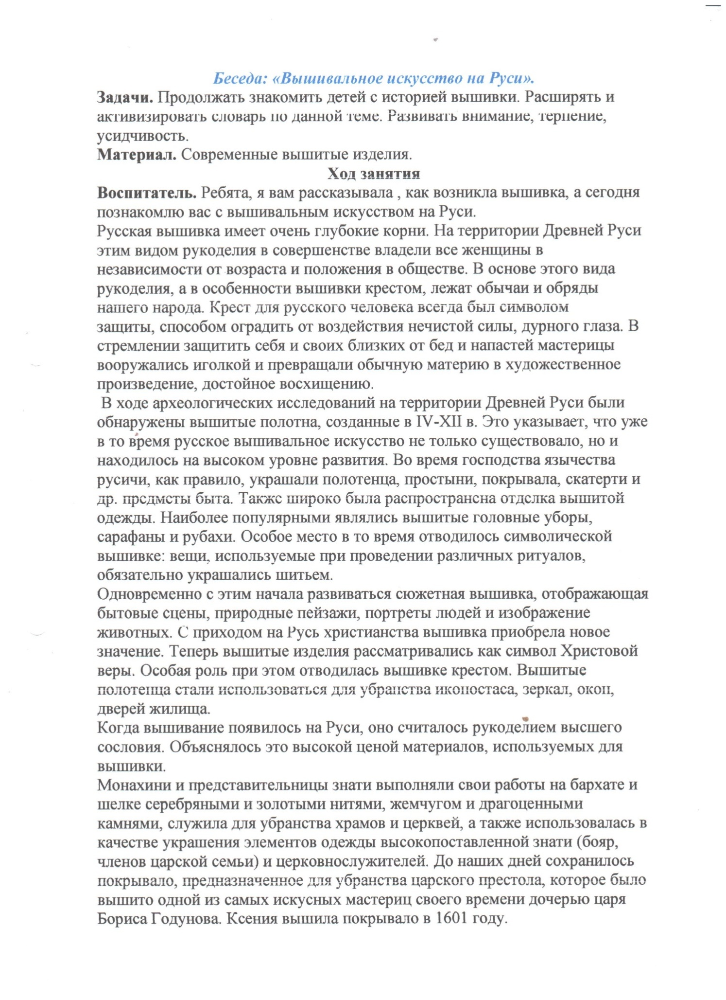 Беседа: «Вышивальное искусство на Руси».
Задачи. Продолжать знакомить детей с историей вышивки. Расширять и
активизировать словарь по данной теме. Развивать внимание, терпение,
усидчивость.
Материал. Современные вышитые изделия.
Ход занятия
Воспитатель. Ребята, я вам рассказывала , как возникла вышивка, а сегодня
познакомлю вас с вышивальным искусством на Руси.
Русская вышивка имеет очень глубокие корни. На территории Древней Руси
этим видом рукоделия в совершенстве владели все женщины в
независимости от возраста и положения в обществе. В основе этого вида
рукоделия, а в особенности вышивки крестом, лежат обычаи и обряды
нашего народа. Крест для русского человека всегда был символом
защиты, способом оградить от воздействия нечистой силы, дурного глаза. В
стремлении защитить себя и своих близких от бед и напастей мастерицы
вооружались иголкой и превращали обычную материю в художественное
произведение, достойное восхищению.
В ходе археологических исследований на территории Древней Руси были
обнаружены вышитые полотна, созданные в IV-XII в. Это указывает, что уже
в то время русское вышивальное искусство не только существовало, но и
находилось на высоком уровне развития. Во время господства язычества
русичи, как правило, украшали полотенца, простыни, покрывала, скатерти и
др. предметы быта. Также широко была распространена отделка вышитой
одежды. Наиболее популярными являлись вышитые головные уборы,
сарафаны и рубахи. Особое место в то время отводилось символической
вышивке: вещи, используемые при проведении различных ритуалов,
обязательно украшались шитьем.
Одновременно с этим начала развиваться сюжетная вышивка, отображающая
бытовые сцены, природные пейзажи, портреты людей и изображение
животных. С приходом на Русь христианства вышивка приобрела новое
значение. Теперь вышитые изделия рассматривались как символ Христовой
веры. Особая роль при этом отводилась вышивке крестом. Вышитые
полотенца стали использоваться для убранства иконостаса, зеркал, окон,
дверей жилища.
Когда вышивание появилось на Руси, оно считалось рукоделием высшего
сословия. Объяснялось это высокой ценой материалов, используемых для
вышивки.
Монахини и представительницы знати выполняли свои работы на бархате и
шелке серебряными и золотыми нитями, жемчугом и драгоценными
камнями, служила для убранства храмов и церквей, а также использовалась в
качестве украшения элементов одежды высокопоставленной знати (бояр,
членов царской семьи) и церковнослужителей. До наших дней сохранилось
покрывало, предназначенное для убранства царского престола, которое было
вышито одной из самых искусных мастериц своего времени дочерью царя
Бориса Годунова. Ксения вышила покрывало в 1601 году.